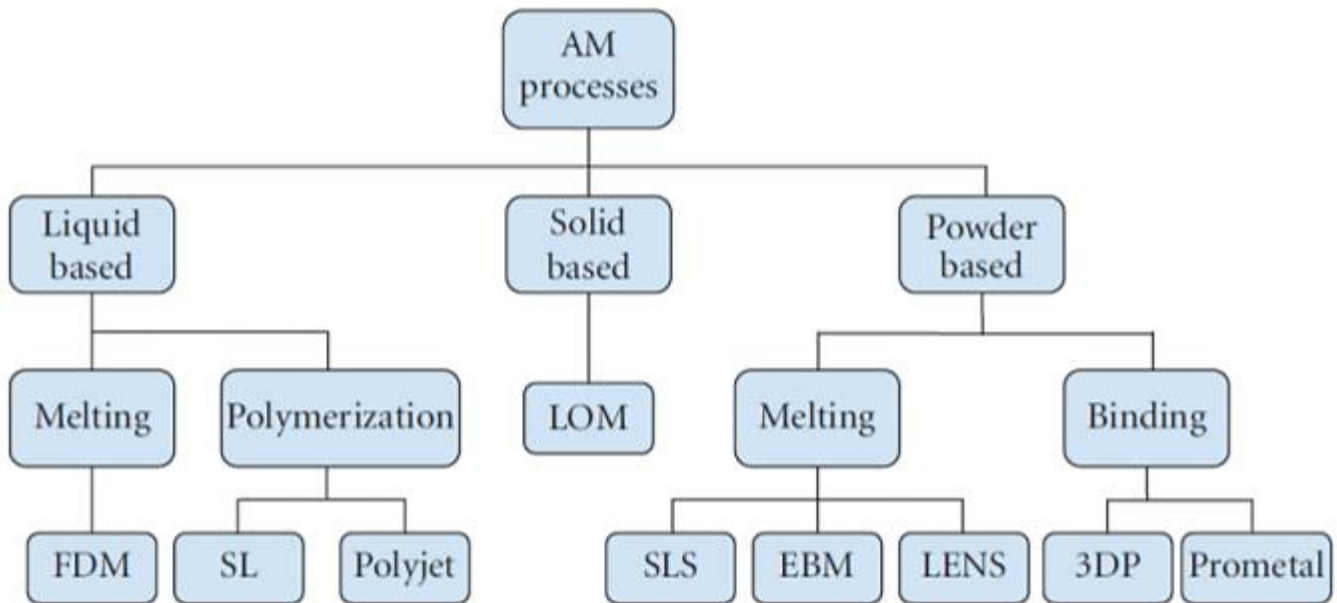 AM
processes
Liquid
based
Solid
based
Powder
based
Melting
Polymerization
LOM
Melting
Binding
FDM
SL
Polyjet
SLS
EBM
LENS
3DP
Prometal